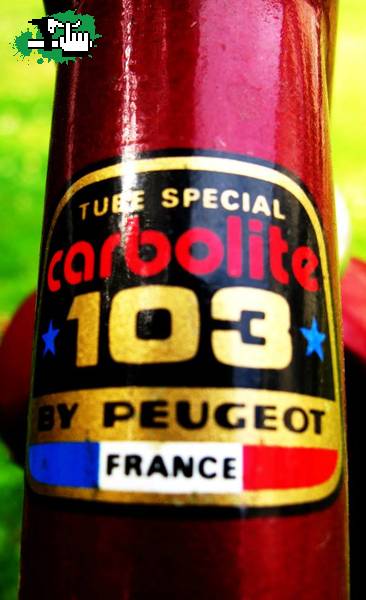 TUBE SPECIAL
carbolite
103
BY PEUGEOT
FRANCE